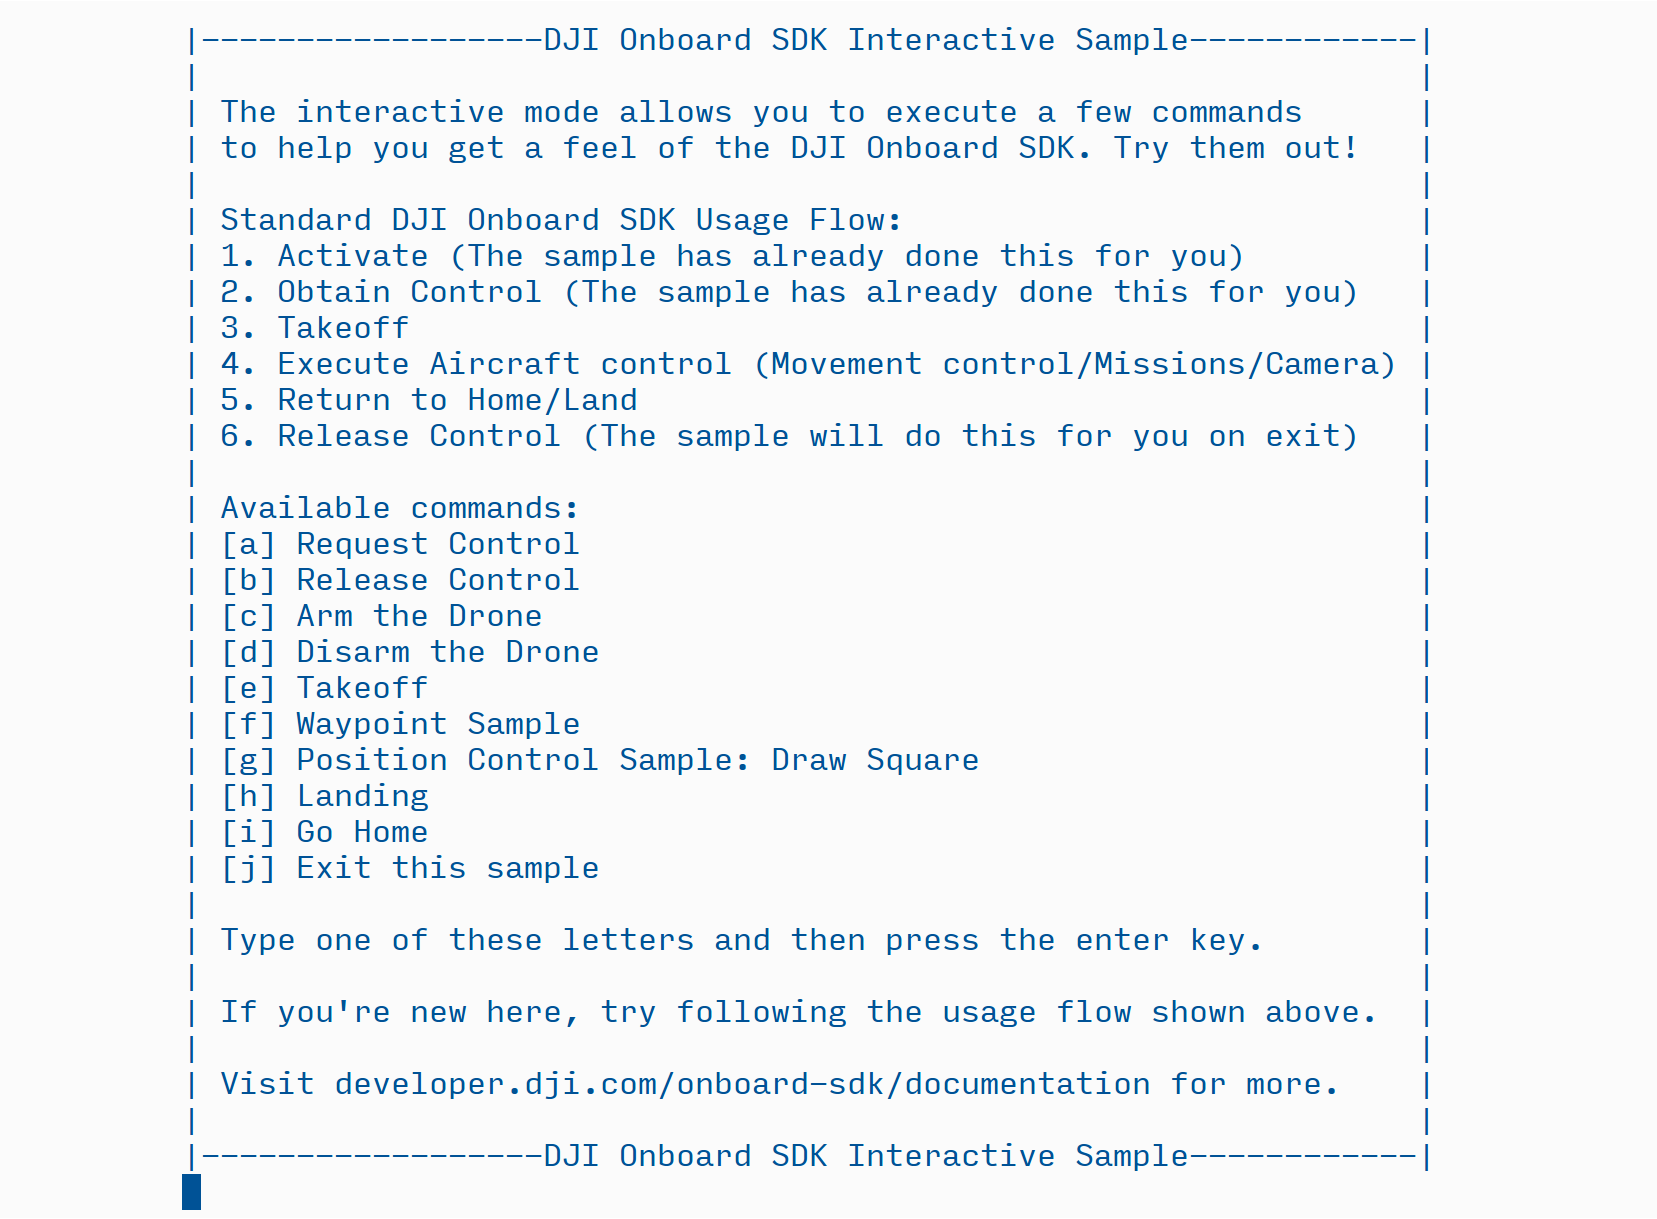 |------------------DJI Onboard SDK Interactive Sample------------|
| |
| The interactive mode allows you to execute a few commands |
| to help you get a feel of the DJI Onboard SDK. Try them out! |
| |
| Standard DJI Onboard SDK Usage Flow: |
| 1. Activate (The sample has already done this for you) |
| 2. Obtain Control (The sample has already done this for you) |
| 3. Takeoff |
| 4. Execute Aircraft control (Movement control/Missions/Camera) |
| 5. Return to Home/Land |
| 6. Release Control (The sample will do this for you on exit) |
| |
| Available commands: |
| [a] Request Control |
| [b] Release Control |
| [c] Arm the Drone |
| [d] Disarm the Drone |
| [e] Takeoff |
| [f] Waypoint Sample |
| [g] Position Control Sample: Draw Square |
| [h] Landing |
| [i] Go Home |
| [j] Exit this sample |
| |
| Type one of these letters and then press the enter key. |
| |
| If you're new here, try following the usage flow shown above. |
| |
| Visit developer.dji.com/onboard-sdk/documentation for more. |
| |
|------------------DJI Onboard SDK Interactive Sample------------|